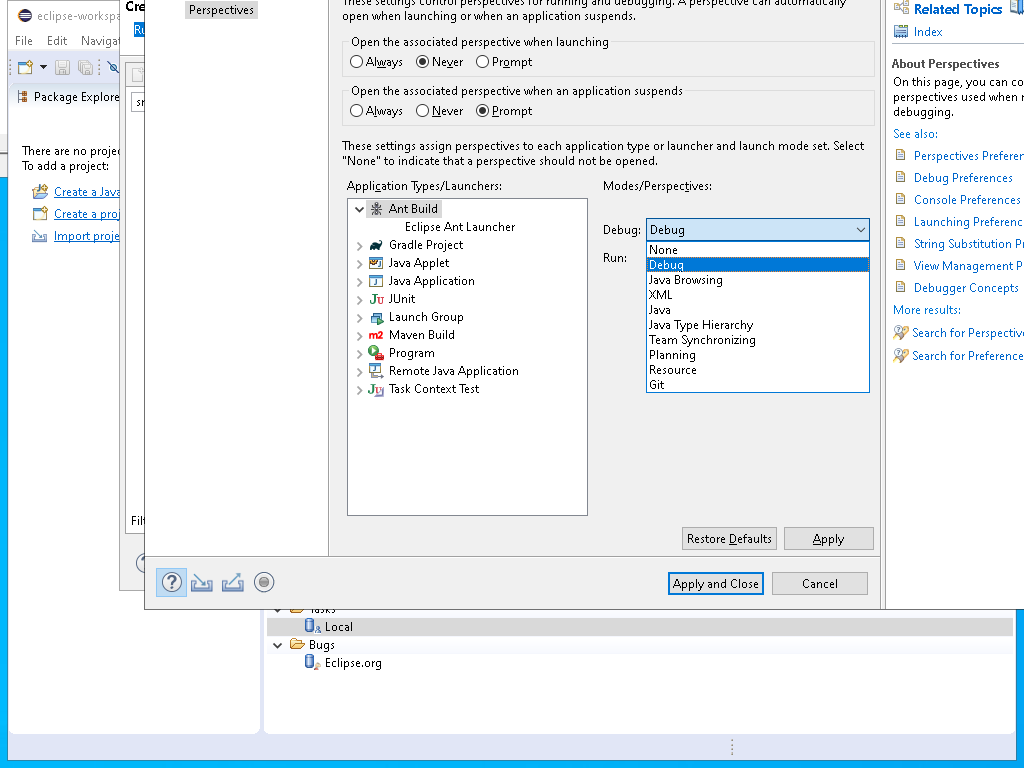 eclipse-workspa
File Edit Navigat
Package Explore
There are no projec
To add a project:
Create a Java
Create a proj
Import proje
Cre
Ru
sr
Filt
Perspectives
These settings control perspectives for running and debugging. A perspective can automatically
open when launching or when an application suspends.
Open the associated perspective when launching
Always Never Prompt
Open the associated perspective when an application suspends
Always Never Prompt
These settings assign perspectives to each application type or launcher and launch mode set. Select
"None" to indicate that a perspective should not be opened.
Application Types/Launchers:
Ant Build
Eclipse Ant Launcher
Gradle Project
Java Applet
Java Application
JUnit
Launch Group
m2 Maven Build
Program
Remote Java Application
Task Context Test
Modes/Perspectives:
Debug: Debug
Run:
None
Debug
Java Browsing
XML
Java
Java Type Hierarchy
Team Synchronizing
Planning
Resource
Git
Restore Defaults Apply
Apply and Close Cancel
Related Topics
Index
About Perspectives
On this page, you can co
perspectives used when r
debugging.
See also:
Perspectives Preferen
Debug Preferences
Console Preferences
Launching Preferenc
String Substitution Pr
View Management P
Debugger Concepts
More results:
Search for Perspective
Search for Preference
Tasks
Local
Bugs
Eclipse.org